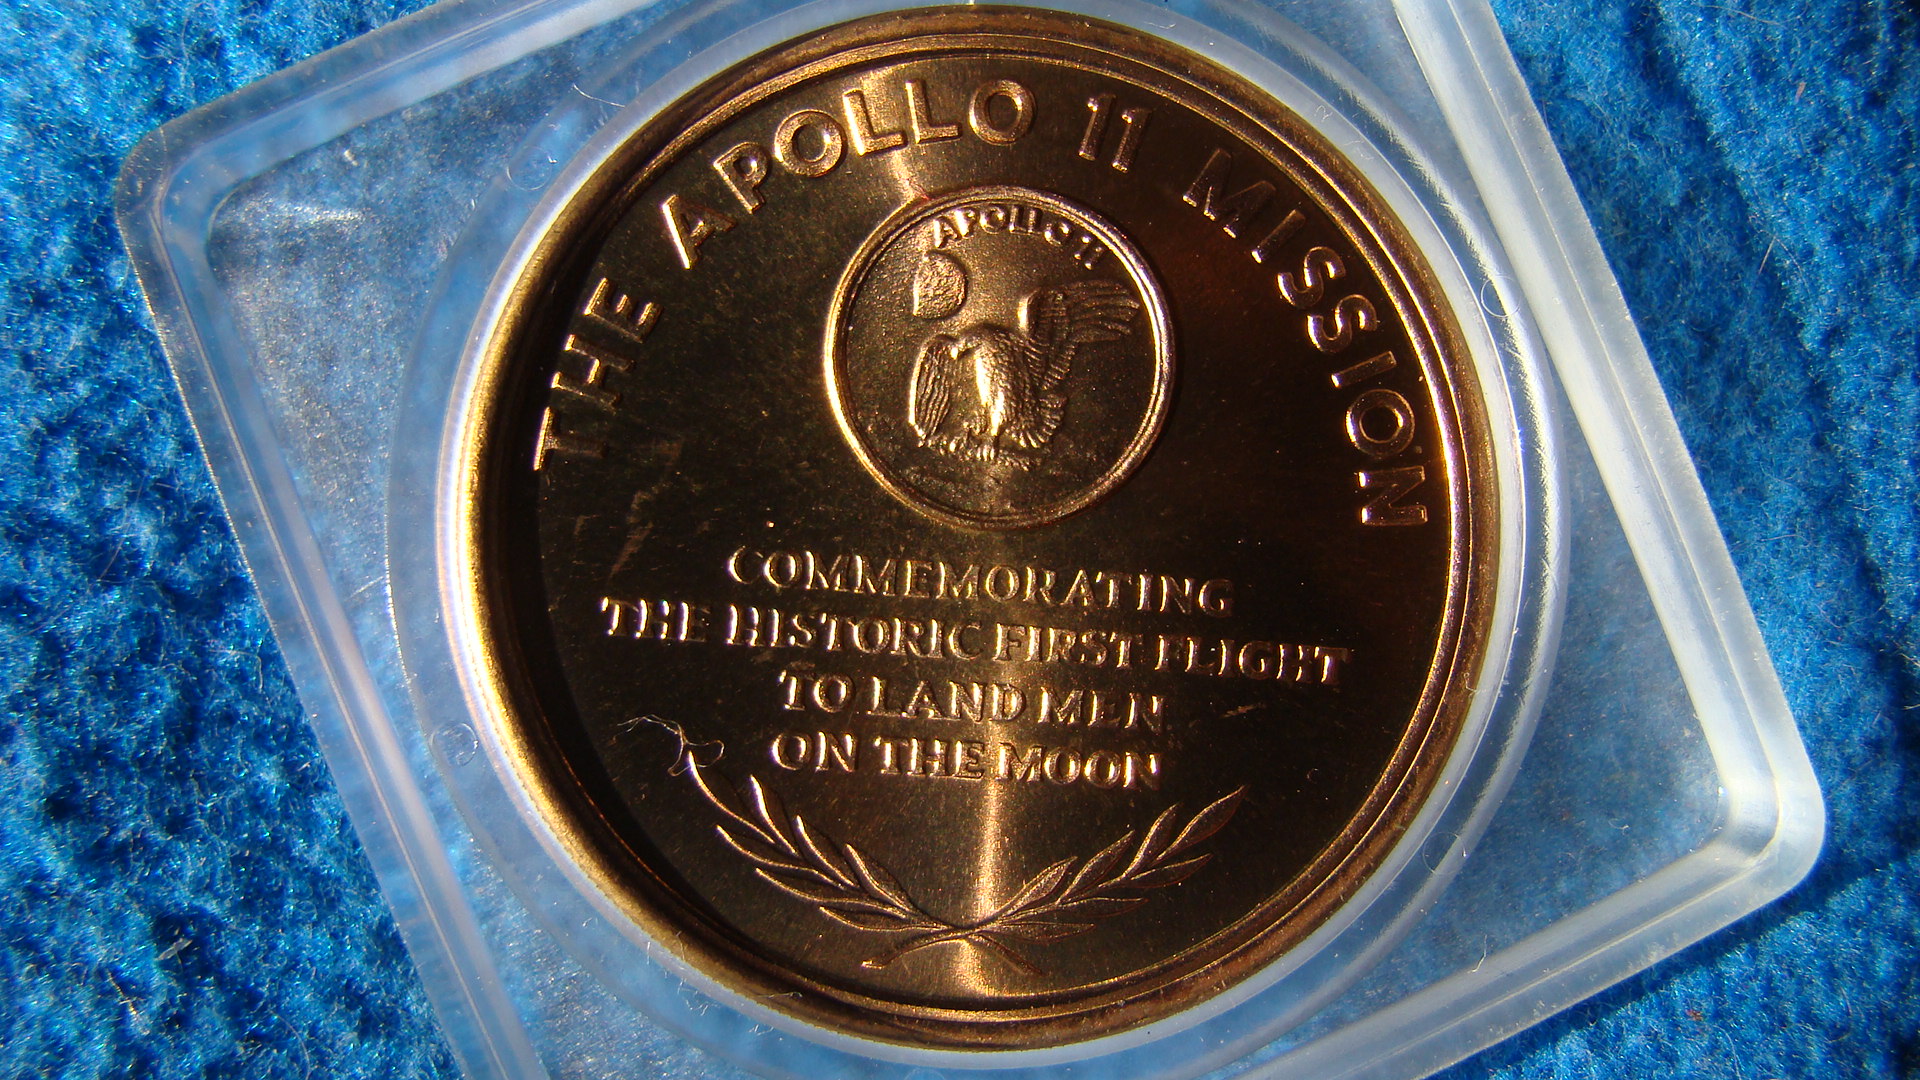 THE APOLLO 11 MISSION
APOLLO 11
COMMEMORATING
THE HISTORIC FIRST FLIGHT
TO LAND MEN
ON THE MOON